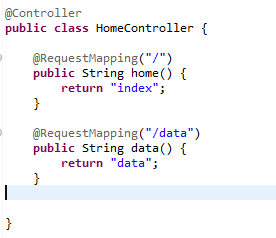 @Controller
public class HomeController {
@RequestMapping("/")
public String home() {
return "index";
}
@RequestMapping("/data")
public String data() {
return "data";
}
}